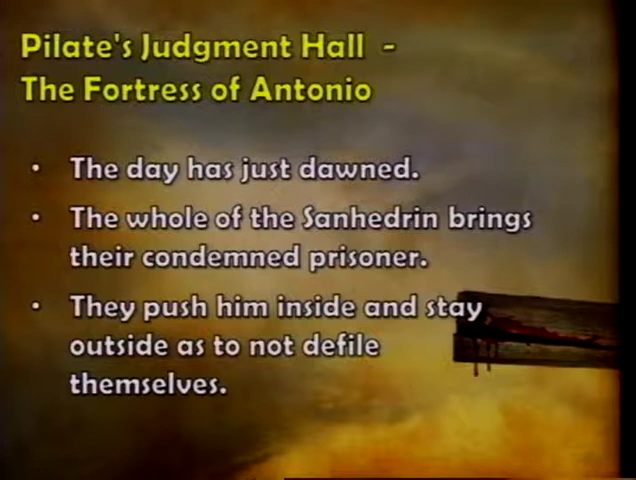 Pilate's Judgment Hall -
The Fortress of Antonio
• The day has just dawned.
• The whole of the Sanhedrin brings
their condemned prisoner.
• They push him inside and stay
outside as to not defile
themselves.